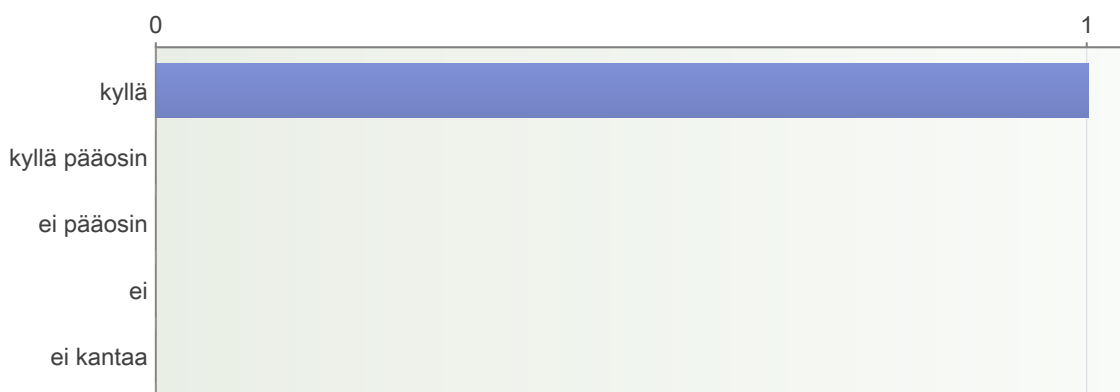 0 1
kyllä
kyllä pääosin
ei pääosin
ei
ei kantaa